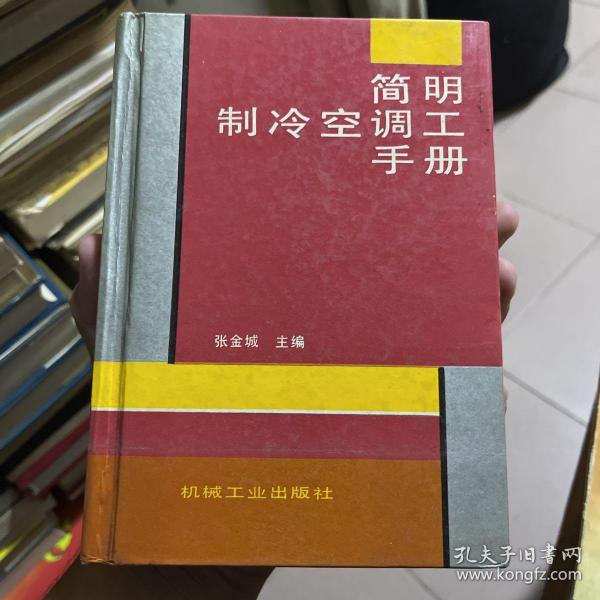 简明
制冷空调工
手册
张金城 主编
机械工业出版社
孔夫子旧书网
www.kongfz.com